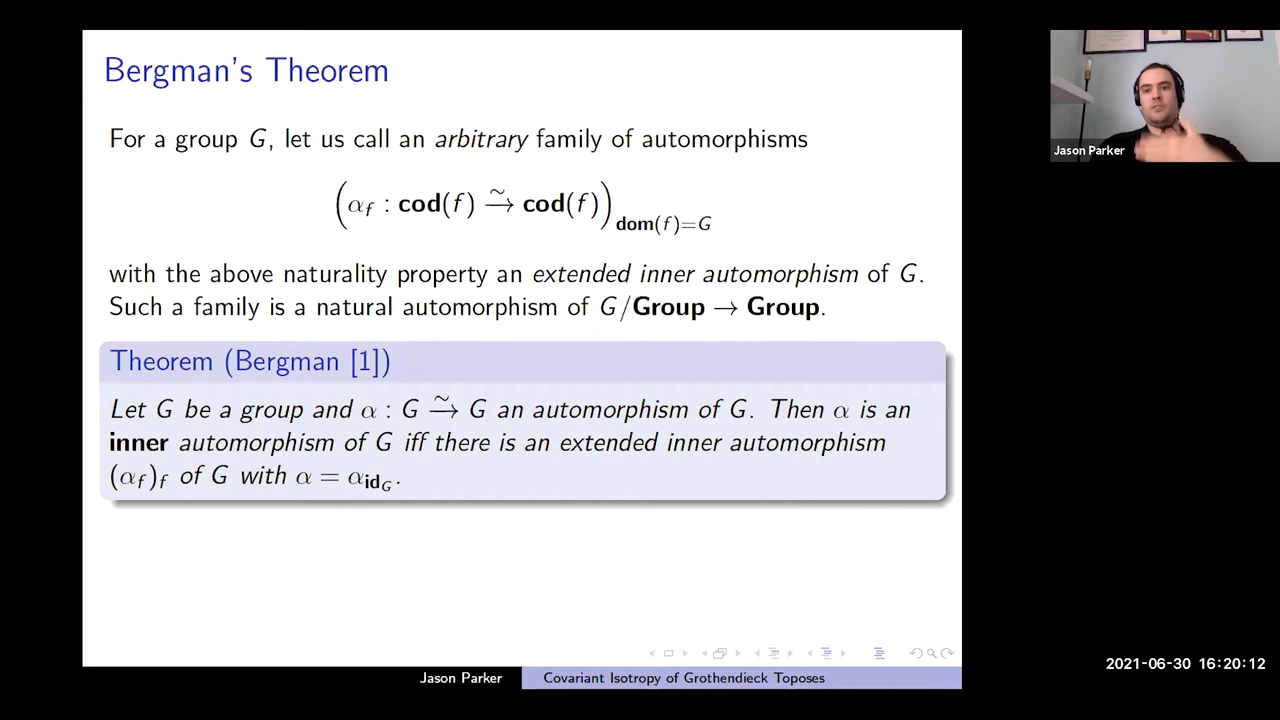 Bergman's Theorem
For a group G, let us call an arbitrary family of automorphisms
(α_f : cod(f) ⥲ cod(f))_{dom(f)=G}
with the above naturality property an extended inner automorphism of G.
Such a family is a natural automorphism of G/Group → Group.
Theorem (Bergman [1])
Let G be a group and α : G ⥲ G an automorphism of G. Then α is an
inner automorphism of G iff there is an extended inner automorphism
(α_f)_f of G with α = α_{id_G}.
Jason Parker
Covariant Isotropy of Grothendieck Toposes
Jason Parker
2021-06-30 16:20:12